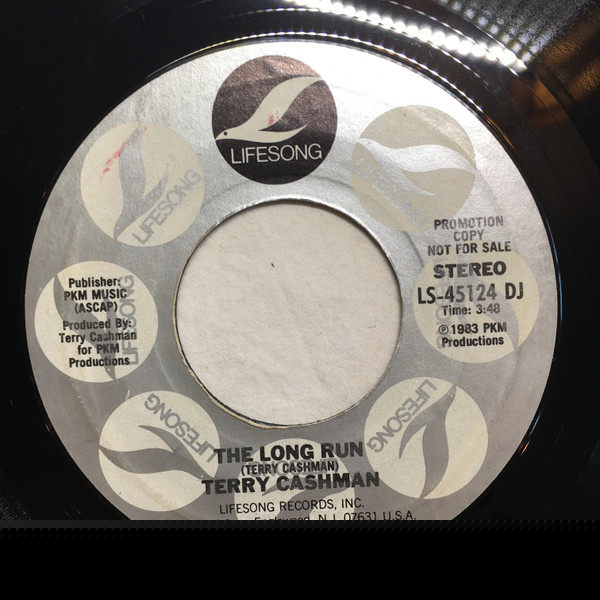 LIFESONG
LIFESONG
LIFESONG
PROMOTION
COPY
NOT FOR SALE
STEREO
LS-45124 DJ
Time: 3:48
℗1983 PKM
Productions
Publisher:
PKM MUSIC
(ASCAP)
Produced By:
Terry Cashman
for PKM
Productions
LIFESONG
LIFESONG
LIFESONG
THE LONG RUN
(TERRY CASHMAN)
TERRY CASHMAN
LIFESONG RECORDS, INC.
Englewood, N.J. 07631 U.S.A.